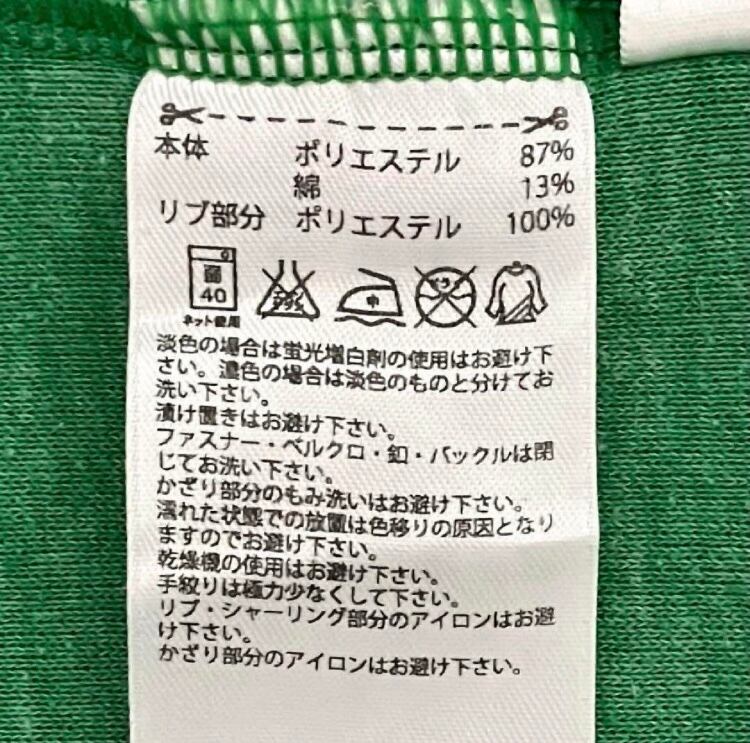 本体 ポリエステル 87%
綿 13%
リブ部分 ポリエステル 100%
40 中
ネット使用
淡色の場合は蛍光増白剤の使用はお避け下
さい。濃色の場合は淡色のものと分けてお
洗い下さい。
漬け置きはお避け下さい。
ファスナー・ベルクロ・釦・バックルは閉
じてお洗い下さい。
かざり部分のもみ洗いはお避け下さい。
濡れた状態での放置は色移りの原因となり
ますのでお避け下さい。
乾燥機の使用はお避け下さい。
手絞りは極力少なくして下さい。
リブ・シャーリング部分のアイロンはお避
け下さい。
かざり部分のアイロンはお避け下さい。